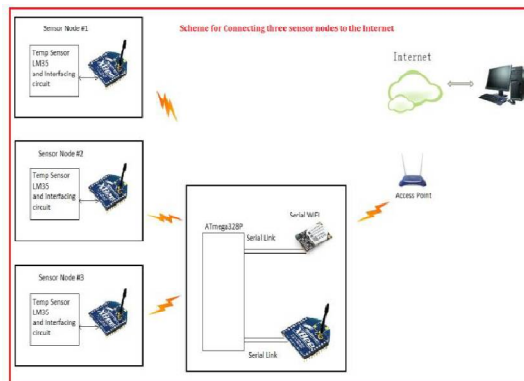 Scheme for Connecting three sensor nodes to the Internet
Sensor Node #1
Temp Sensor
LM35
and Interfacing
circuit
Sensor Node #2
Temp Sensor
LM35
and Interfacing
circuit
Sensor Node #3
Temp Sensor
LM35
and Interfacing
circuit
Internet
Access Point
ATmega328P
Serial WiFi
Serial Link
Serial Link